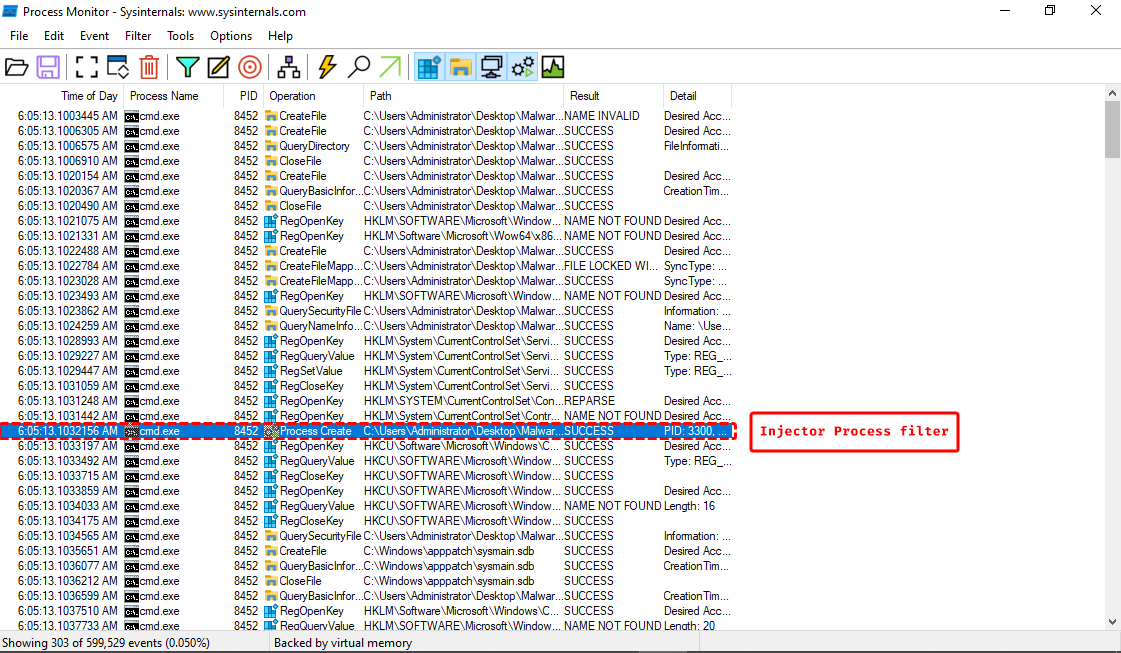 Process Monitor - Sysinternals: www.sysinternals.com
File Edit Event Filter Tools Options Help
Time of Day Process Name PID Operation Path Result Detail
6:05:13.1003445 AM cmd.exe 8452 CreateFile C:\Users\Administrator\Desktop\Malwar... NAME INVALID Desired Acc...
6:05:13.1006305 AM cmd.exe 8452 CreateFile C:\Users\Administrator\Desktop\Malwar... SUCCESS Desired Acc...
6:05:13.1006575 AM cmd.exe 8452 QueryDirectory C:\Users\Administrator\Desktop\Malwar... SUCCESS FileInformati...
6:05:13.1006910 AM cmd.exe 8452 CloseFile C:\Users\Administrator\Desktop\Malwar... SUCCESS
6:05:13.1020154 AM cmd.exe 8452 CreateFile C:\Users\Administrator\Desktop\Malwar... SUCCESS Desired Acc...
6:05:13.1020367 AM cmd.exe 8452 QueryBasicInfor... C:\Users\Administrator\Desktop\Malwar... SUCCESS CreationTim...
6:05:13.1020490 AM cmd.exe 8452 CloseFile C:\Users\Administrator\Desktop\Malwar... SUCCESS
6:05:13.1021075 AM cmd.exe 8452 RegOpenKey HKLM\SOFTWARE\Microsoft\Window... NAME NOT FOUND Desired Acc...
6:05:13.1021331 AM cmd.exe 8452 RegOpenKey HKLM\Software\Microsoft\Wow64\x86... NAME NOT FOUND Desired Acc...
6:05:13.1022488 AM cmd.exe 8452 CreateFile C:\Users\Administrator\Desktop\Malwar... SUCCESS Desired Acc...
6:05:13.1022784 AM cmd.exe 8452 CreateFileMapp... C:\Users\Administrator\Desktop\Malwar... FILE LOCKED WI... SyncType: ...
6:05:13.1023028 AM cmd.exe 8452 CreateFileMapp... C:\Users\Administrator\Desktop\Malwar... SUCCESS SyncType: ...
6:05:13.1023493 AM cmd.exe 8452 RegOpenKey HKLM\SOFTWARE\Microsoft\Window... NAME NOT FOUND Desired Acc...
6:05:13.1023862 AM cmd.exe 8452 QuerySecurityFile C:\Users\Administrator\Desktop\Malwar... SUCCESS Information: ...
6:05:13.1024259 AM cmd.exe 8452 QueryNameInfo... C:\Users\Administrator\Desktop\Malwar... SUCCESS Name: \Use...
6:05:13.1028993 AM cmd.exe 8452 RegOpenKey HKLM\System\CurrentControlSet\Servi... SUCCESS Desired Acc...
6:05:13.1029227 AM cmd.exe 8452 RegQueryValue HKLM\System\CurrentControlSet\Servi... SUCCESS Type: REG_...
6:05:13.1029447 AM cmd.exe 8452 RegSetValue HKLM\System\CurrentControlSet\Servi... SUCCESS Type: REG_...
6:05:13.1031059 AM cmd.exe 8452 RegCloseKey HKLM\System\CurrentControlSet\Servi... SUCCESS
6:05:13.1031248 AM cmd.exe 8452 RegOpenKey HKLM\SYSTEM\CurrentControlSet\Con... REPARSE Desired Acc...
6:05:13.1031442 AM cmd.exe 8452 RegOpenKey HKLM\System\CurrentControlSet\Contr... NAME NOT FOUND Desired Acc...
6:05:13.1032156 AM cmd.exe 8452 Process Create C:\Users\Administrator\Desktop\Malwar... SUCCESS PID: 3300, ...
Injector Process filter
6:05:13.1033197 AM cmd.exe 8452 RegOpenKey HKCU\Software\Microsoft\Windows\C... SUCCESS Desired Acc...
6:05:13.1033492 AM cmd.exe 8452 RegQueryValue HKCU\SOFTWARE\Microsoft\Window... SUCCESS Type: REG_...
6:05:13.1033715 AM cmd.exe 8452 RegCloseKey HKCU\SOFTWARE\Microsoft\Window... SUCCESS
6:05:13.1033859 AM cmd.exe 8452 RegOpenKey HKCU\SOFTWARE\Microsoft\Window... SUCCESS Desired Acc...
6:05:13.1034033 AM cmd.exe 8452 RegQueryValue HKCU\SOFTWARE\Microsoft\Window... NAME NOT FOUND Length: 16
6:05:13.1034175 AM cmd.exe 8452 RegCloseKey HKCU\SOFTWARE\Microsoft\Window... SUCCESS
6:05:13.1034565 AM cmd.exe 8452 QuerySecurityFile C:\Users\Administrator\Desktop\Malwar... SUCCESS Information: ...
6:05:13.1035651 AM cmd.exe 8452 CreateFile C:\Windows\apppatch\sysmain.sdb SUCCESS Desired Acc...
6:05:13.1036077 AM cmd.exe 8452 QueryBasicInfor... C:\Windows\apppatch\sysmain.sdb SUCCESS CreationTim...
6:05:13.1036212 AM cmd.exe 8452 CloseFile C:\Windows\apppatch\sysmain.sdb SUCCESS
6:05:13.1036599 AM cmd.exe 8452 QueryBasicInfor... C:\Users\Administrator\Desktop\Malwar... SUCCESS CreationTim...
6:05:13.1037510 AM cmd.exe 8452 RegOpenKey HKLM\Software\Microsoft\Windows\C... SUCCESS Desired Acc...
6:05:13.1037733 AM cmd.exe 8452 RegQueryValue HKLM\SOFTWARE\Microsoft\Window... NAME NOT FOUND Length: 20
Showing 303 of 599,529 events (0.050%) Backed by virtual memory